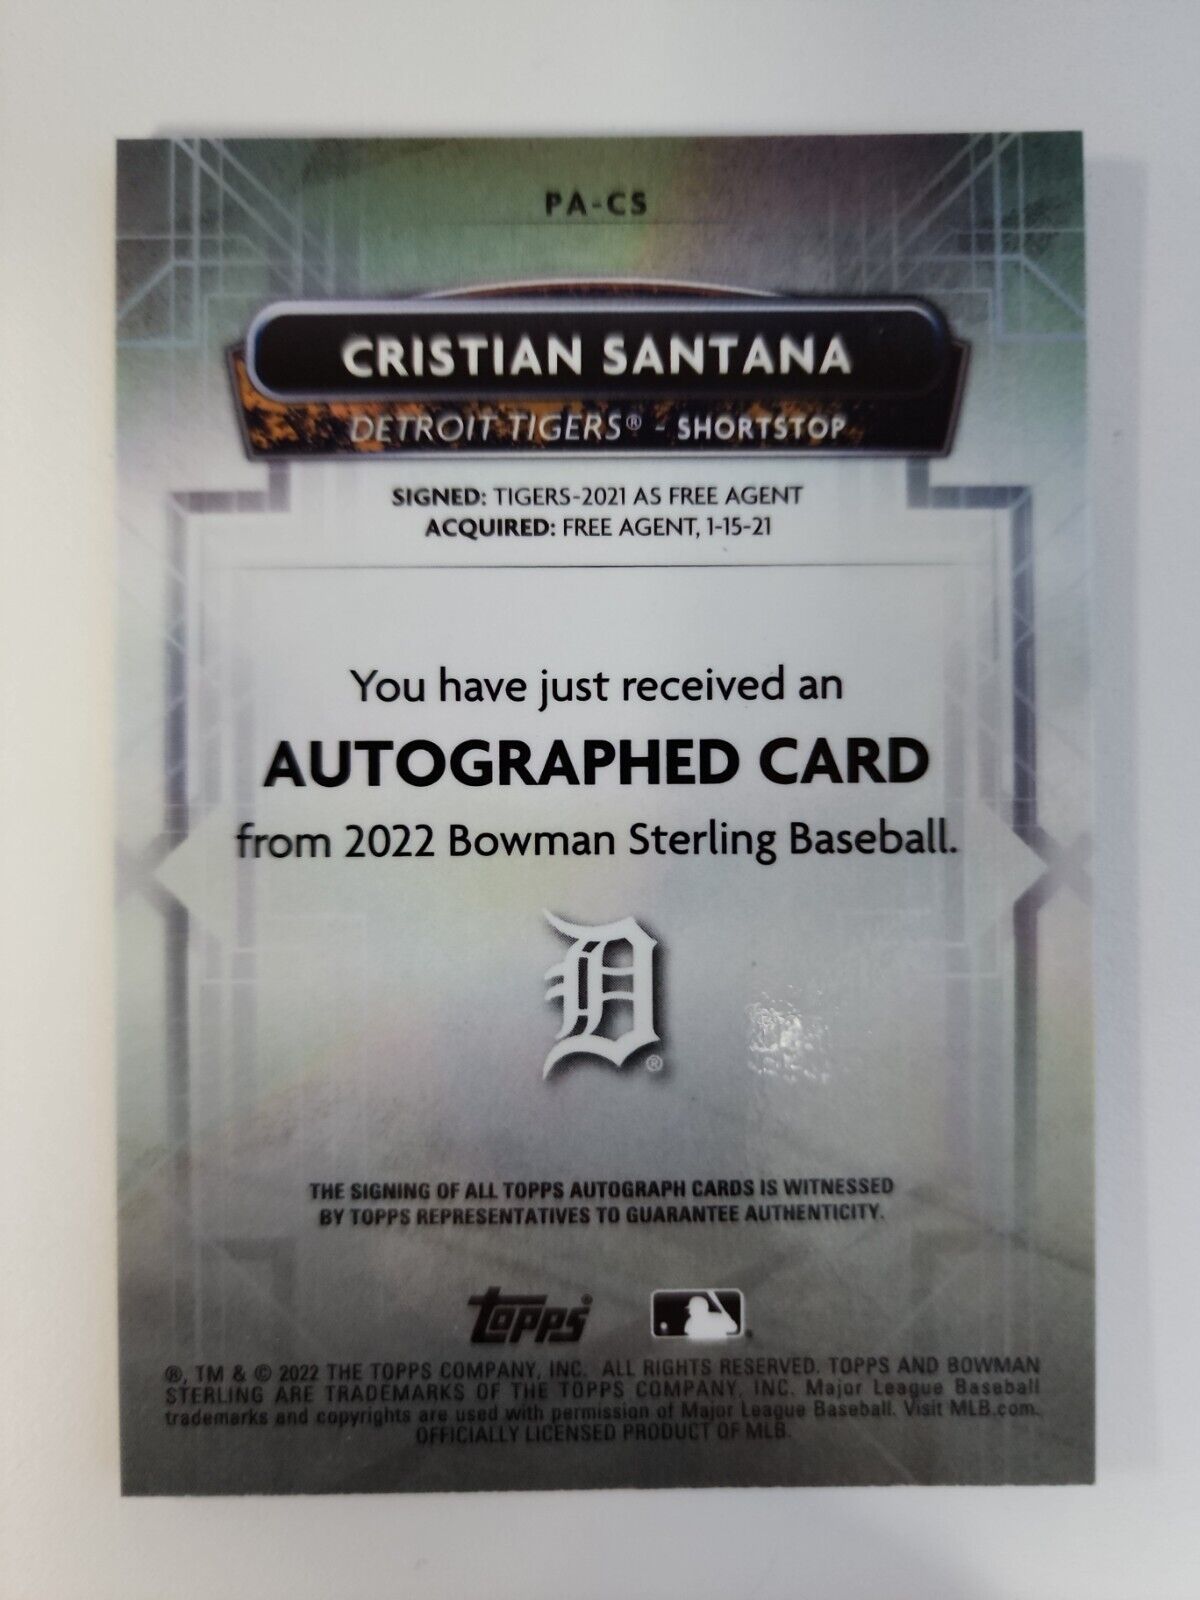 PA-CS
CRISTIAN SANTANA
DETROIT TIGERS® - SHORTSTOP
SIGNED: TIGERS-2021 AS FREE AGENT
ACQUIRED: FREE AGENT, 1-15-21
You have just received an
AUTOGRAPHED CARD
from 2022 Bowman Sterling Baseball.
D®
THE SIGNING OF ALL TOPPS AUTOGRAPH CARDS IS WITNESSED
BY TOPPS REPRESENTATIVES TO GUARANTEE AUTHENTICITY.
topps®
®, TM & © 2022 THE TOPPS COMPANY, INC. ALL RIGHTS RESERVED. TOPPS AND BOWMAN
STERLING ARE TRADEMARKS OF THE TOPPS COMPANY, INC. Major League Baseball
trademarks and copyrights are used with permission of Major League Baseball. Visit MLB.com.
OFFICIALLY LICENSED PRODUCT OF MLB.